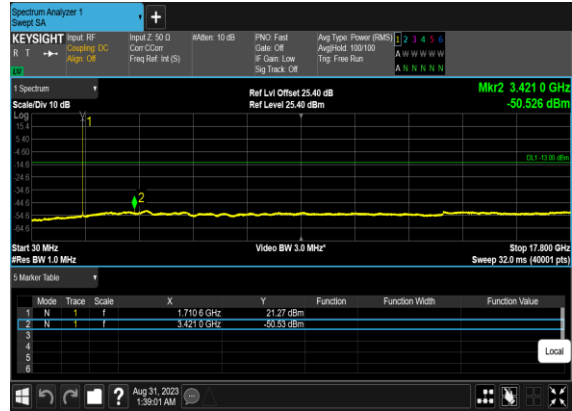 Spectrum Analyzer 1
Swept SA
+
KEYSIGHT Input: RF Input Z: 50 Ω #Atten: 10 dB PNO: Fast Avg Type: Power (RMS) 1 2 3 4 5 6
R T Coupling: DC Corr CCorr Gate: Off Avg|Hold: 100/100 A W W W W W
Align: Off Freq Ref: Int (S) IF Gain: Low Trig: Free Run
Sig Track: Off A N N N N N
1 Spectrum
Ref Lvl Offset 25.40 dB Mkr2 3.421 0 GHz
Scale/Div 10 dB Ref Level 25.40 dBm -50.526 dBm
Log
15.4
1
5.40
-4.60
DL1 -13.00 dBm
-14.6
-24.6
-34.6
-44.6
2
-54.6
-64.6
Start 30 MHz Video BW 3.0 MHz* Stop 17.800 GHz
#Res BW 1.0 MHz Sweep 32.0 ms (40001 pts)
5 Marker Table
Mode Trace Scale X Y Function Function Width Function Value
1 N 1 f 1.710 6 GHz 21.27 dBm
2 N 1 f 3.421 0 GHz -50.53 dBm
3
4
5
6
Local
? Aug 31, 2023
1:39:01 AM